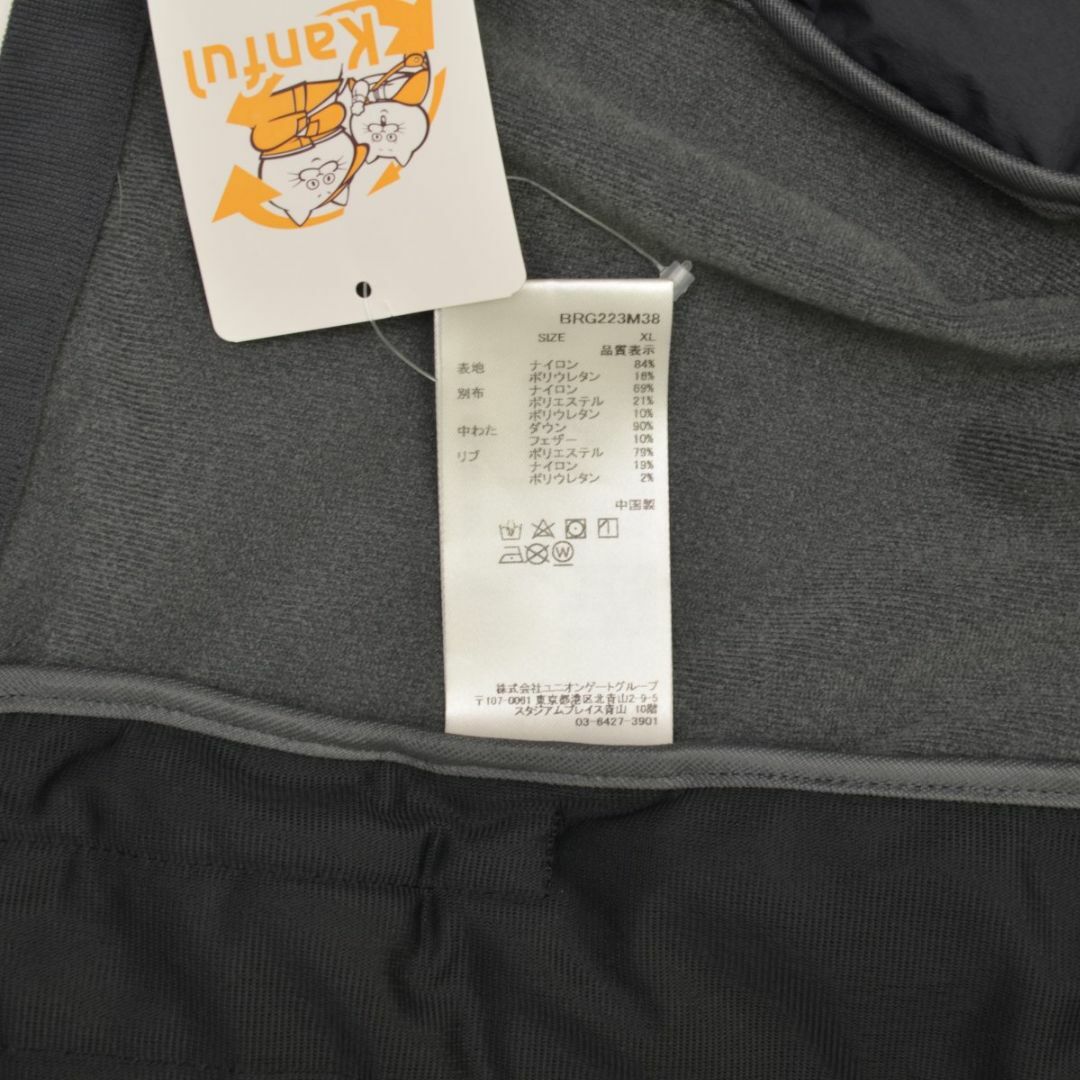 Kanful
BRG223M38
SIZE XL
品質表示
表地 ナイロン 84%
ポリウレタン 16%
別布 ナイロン 69%
ポリエステル 21%
ポリウレタン 10%
中わた ダウン 90%
フェザー 10%
リブ ポリエステル 79%
ナイロン 19%
ポリウレタン 2%
中国製
W
株式会社ユニオンゲートグループ
〒107-0061 東京都港区北青山2-9-5
スタジアムプレイス青山 10階
03-6427-3901